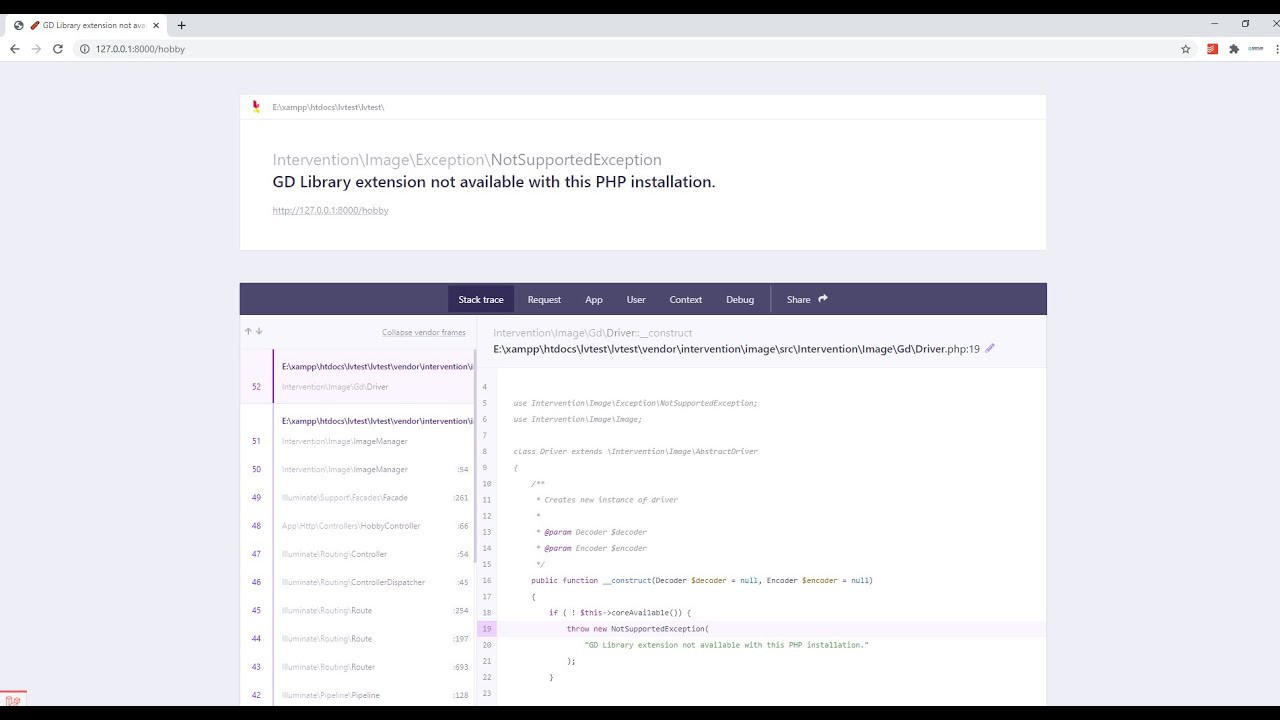 GD Library extension not ava
127.0.0.1:8000/hobby
E:\xampp\htdocs\lvtest\lvtest\
Intervention\Image\Exception\NotSupportedException
GD Library extension not available with this PHP installation.
http://127.0.0.1:8000/hobby
Stack trace Request App User Context Debug Share
Collapse vendor frames
E:\xampp\htdocs\lvtest\lvtest\vendor\intervention\i
52 Intervention\Image\Gd\Driver
E:\xampp\htdocs\lvtest\lvtest\vendor\intervention\i
51 Intervention\Image\ImageManager
50 Intervention\Image\ImageManager :54
49 Illuminate\Support\Facades\Facade :261
48 App\Http\Controllers\HobbyController :66
47 Illuminate\Routing\Controller :54
46 Illuminate\Routing\ControllerDispatcher :45
45 Illuminate\Routing\Route :254
44 Illuminate\Routing\Route :197
43 Illuminate\Routing\Router :693
42 Illuminate\Pipeline\Pipeline :128
Intervention\Image\Gd\Driver::__construct
E:\xampp\htdocs\lvtest\lvtest\vendor\intervention\image\src\Intervention\Image\Gd\Driver.php:19
4
5 use Intervention\Image\Exception\NotSupportedException;
6 use Intervention\Image\Image;
7
8 class Driver extends \Intervention\Image\AbstractDriver
9 {
10 /**
11 * Creates new instance of driver
12 *
13 * @param Decoder $decoder
14 * @param Encoder $encoder
15 */
16 public function __construct(Decoder $decoder = null, Encoder $encoder = null)
17 {
18 if ( ! $this->coreAvailable()) {
19 throw new NotSupportedException(
20 "GD Library extension not available with this PHP installation."
21 );
22 }
23